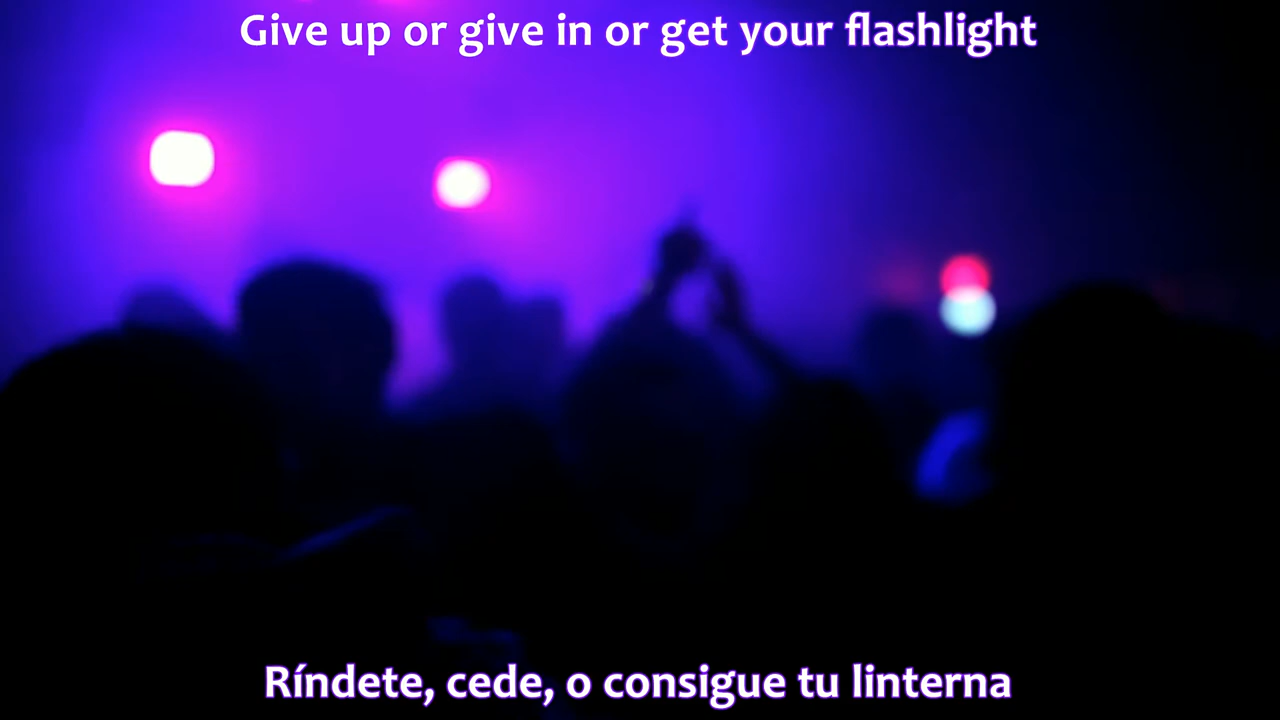 Give up or give in or get your flashlight
Ríndete, cede, o consigue tu linterna